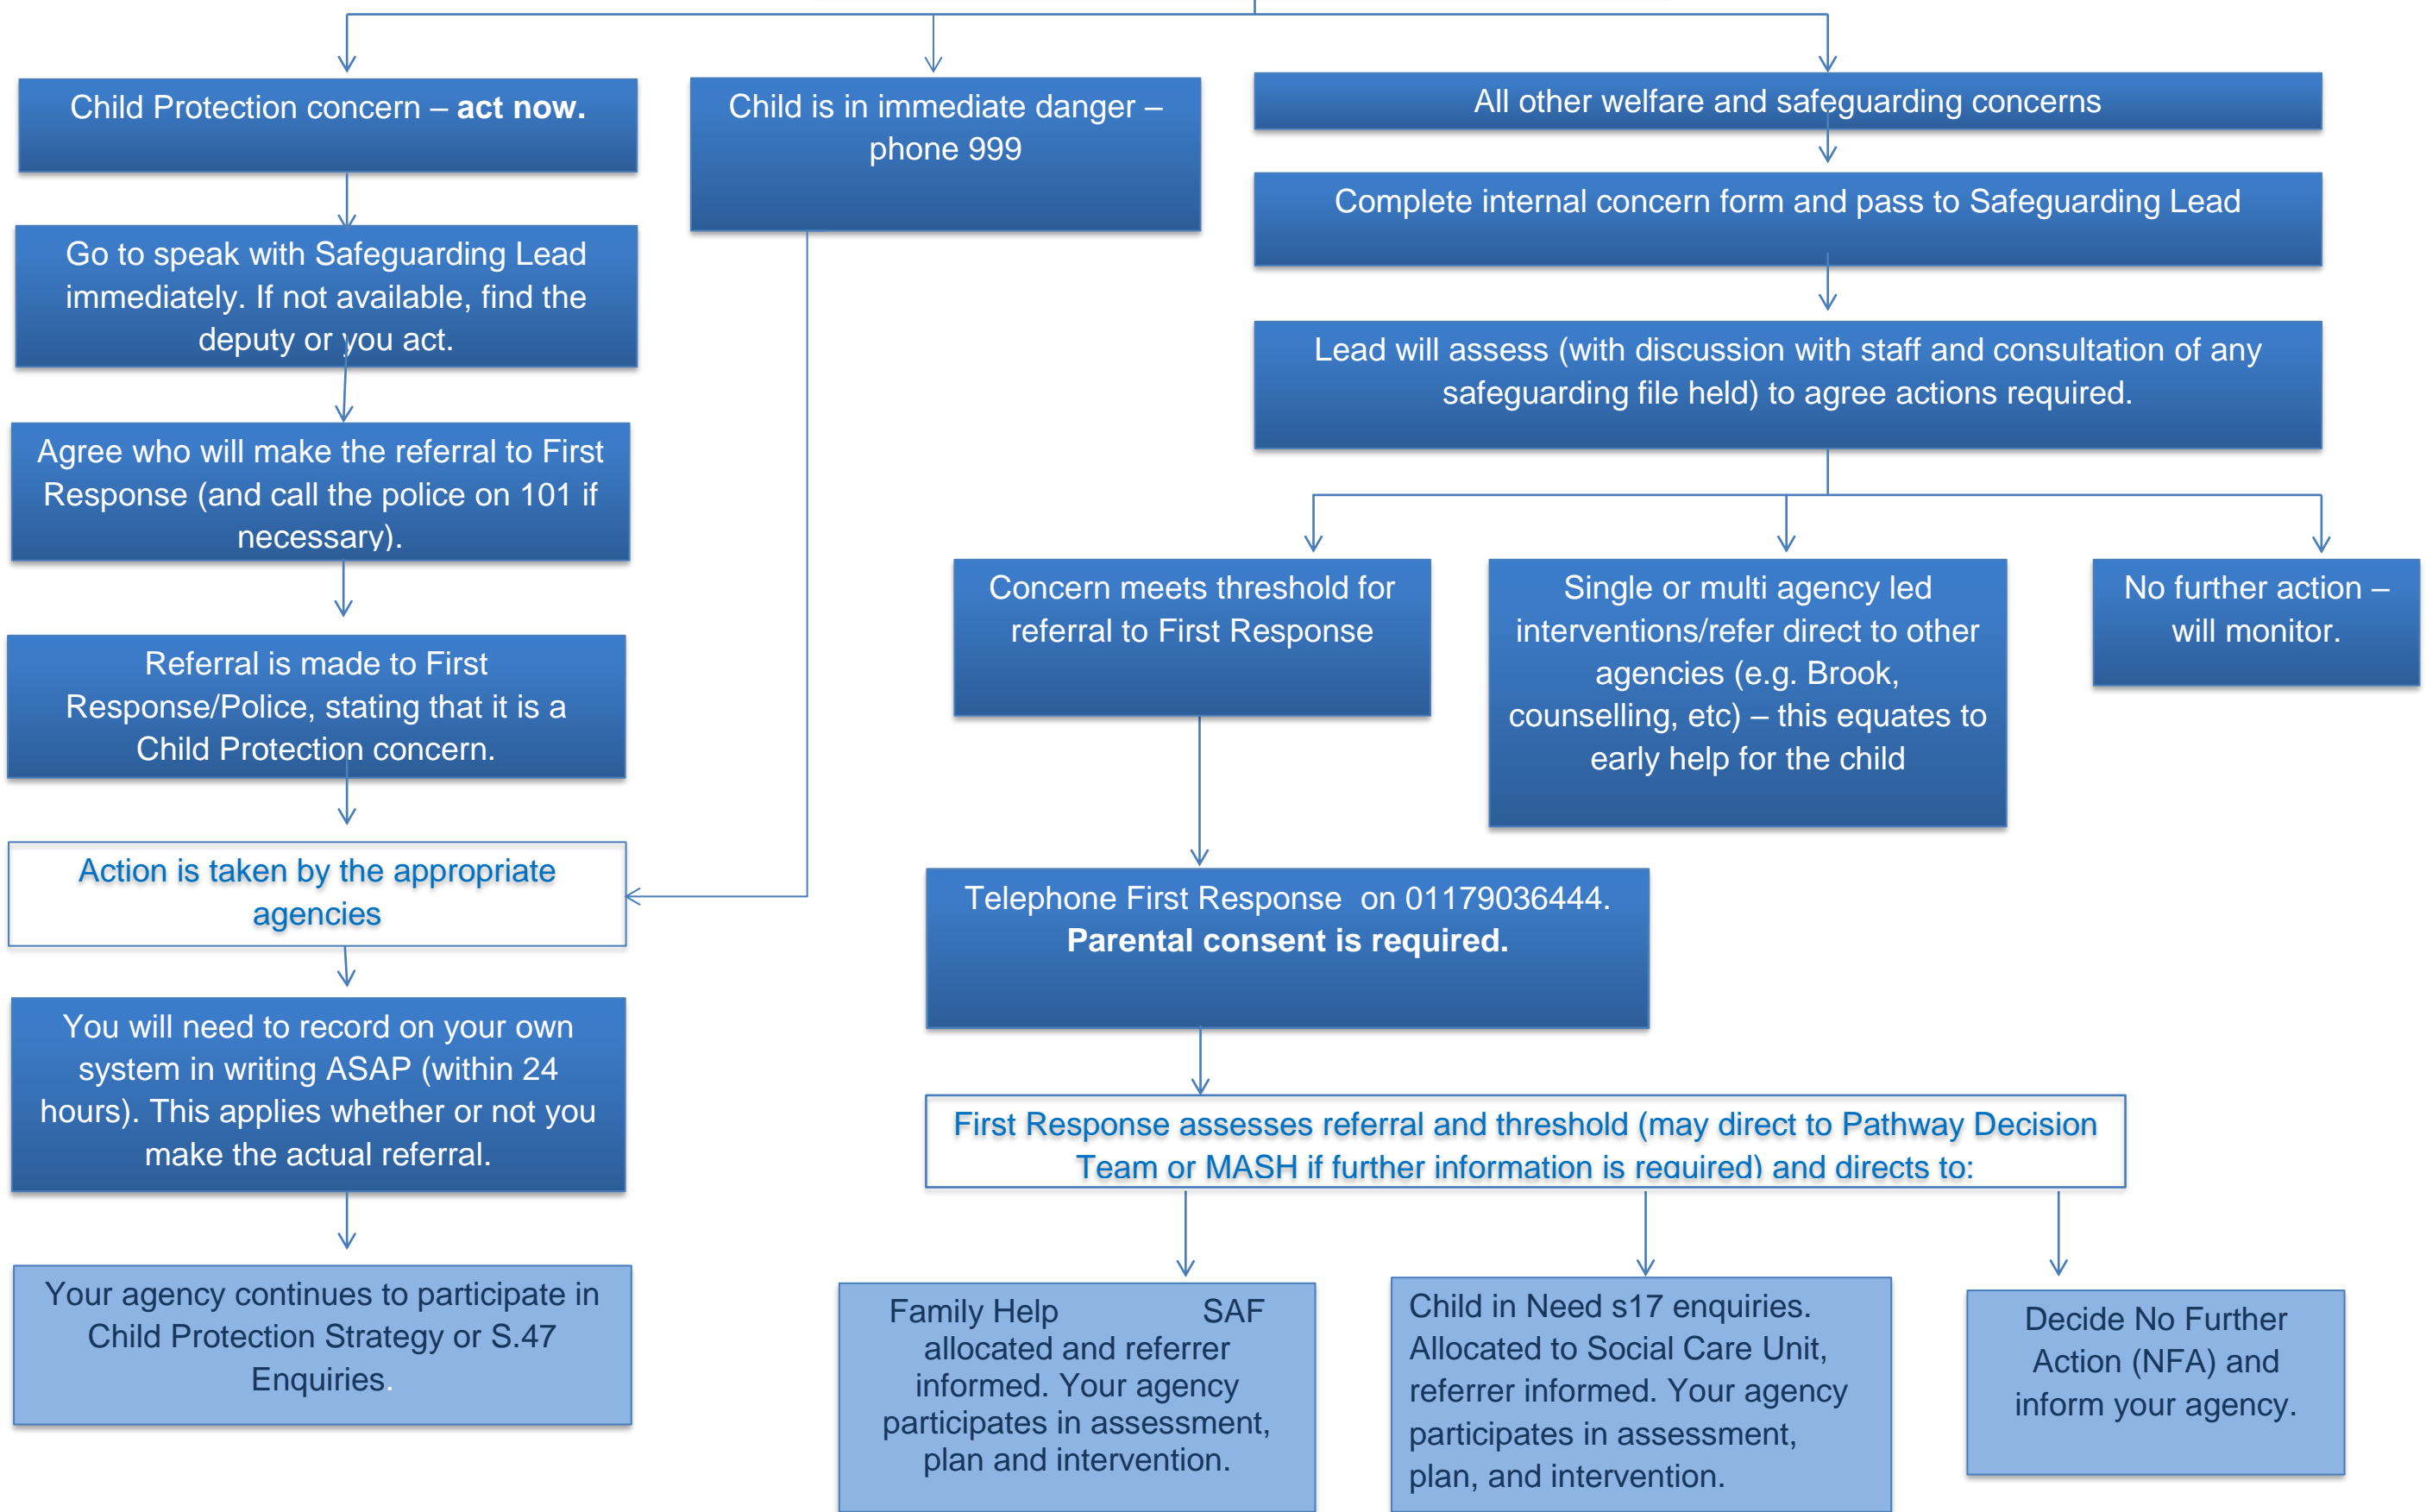 Child Protection concern – act now.
Child is in immediate danger –
phone 999
All other welfare and safeguarding concerns
Go to speak with Safeguarding Lead
immediately. If not available, find the
deputy or you act.
Agree who will make the referral to First
Response (and call the police on 101 if
necessary).
Referral is made to First
Response/Police, stating that it is a
Child Protection concern.
Action is taken by the appropriate
agencies
You will need to record on your own
system in writing ASAP (within 24
hours). This applies whether or not you
make the actual referral.
Your agency continues to participate in
Child Protection Strategy or S.47
Enquiries.
Complete internal concern form and pass to Safeguarding Lead
Lead will assess (with discussion with staff and consultation of any
safeguarding file held) to agree actions required.
Concern meets threshold for
referral to First Response
Single or multi agency led
interventions/refer direct to other
agencies (e.g. Brook,
counselling, etc) – this equates to
early help for the child
No further action –
will monitor.
Telephone First Response on 01179036444.
Parental consent is required.
First Response assesses referral and threshold (may direct to Pathway Decision
Team or MASH if further information is required) and directs to:
Family Help SAF
allocated and referrer
informed. Your agency
participates in assessment,
plan and intervention.
Child in Need s17 enquiries.
Allocated to Social Care Unit,
referrer informed. Your agency
participates in assessment,
plan, and intervention.
Decide No Further
Action (NFA) and
inform your agency.